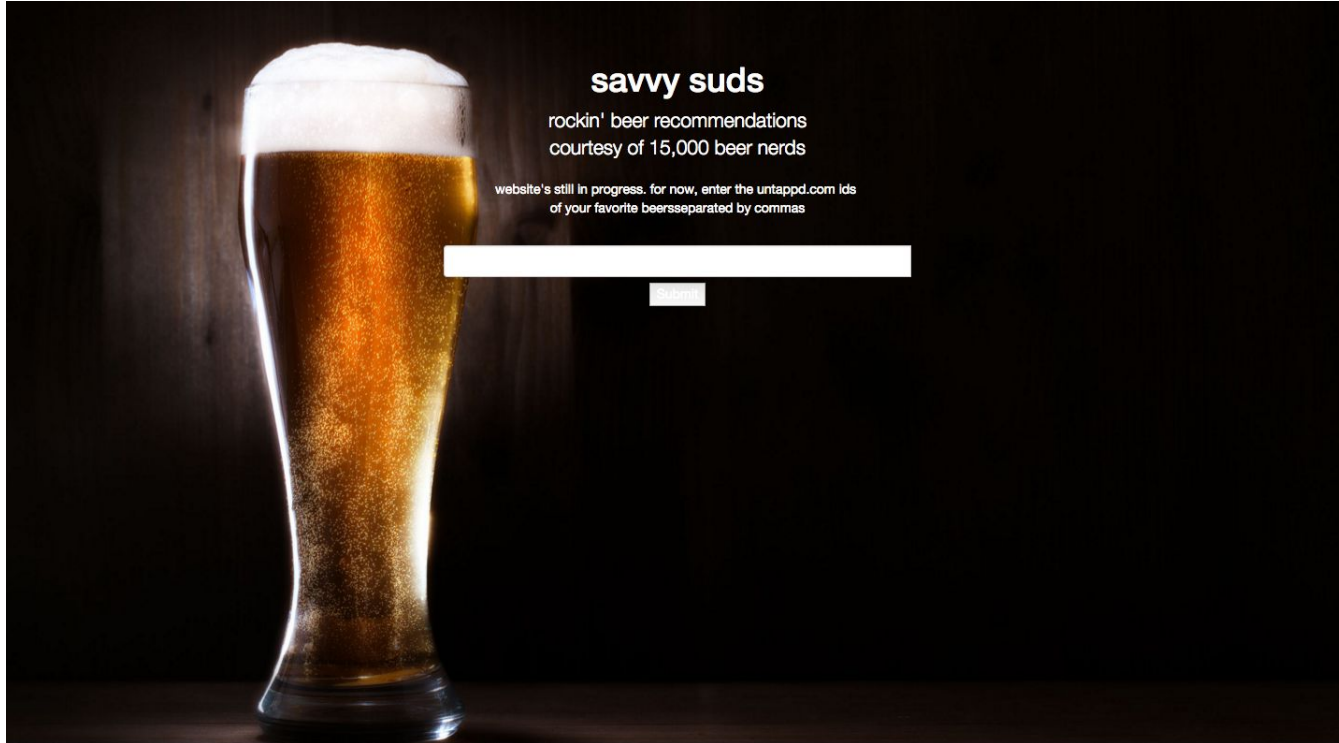 savvy suds
rockin' beer recommendations
courtesy of 15,000 beer nerds
website's still in progress. for now, enter the untappd.com ids
of your favorite beersseparated by commas
Submit